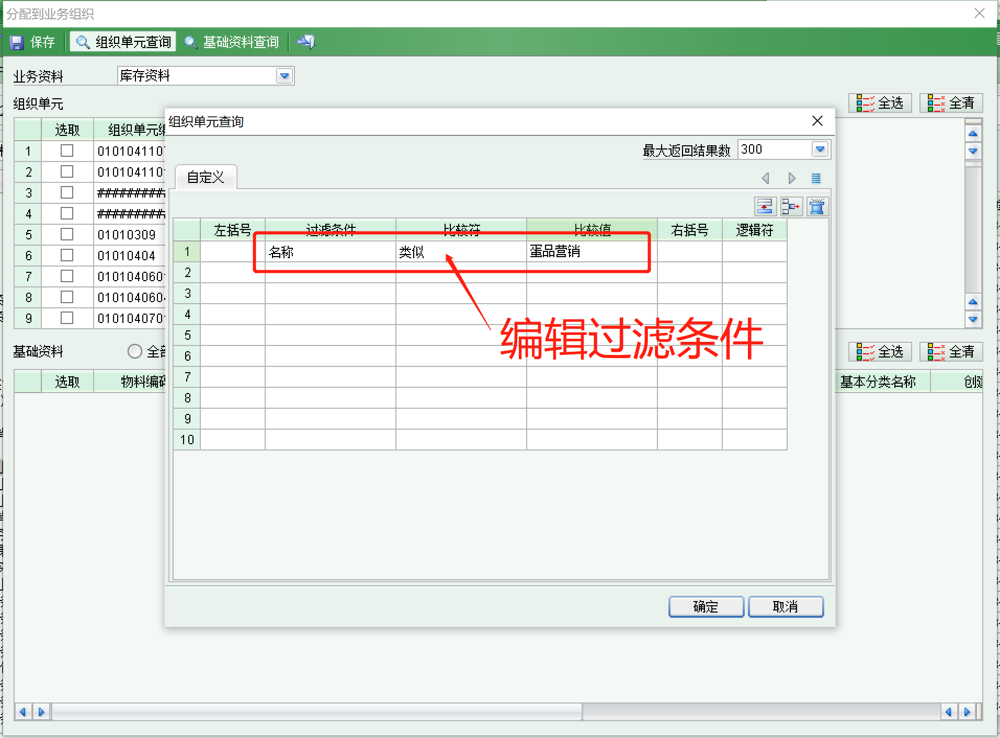 分配到业务组织
保存 组织单元查询 基础资料查询
业务资料 库存资料
组织单元
全选 全清
选取 组织单元
1 010104110
2 010104110
3 ##########
4 ##########
5 01010309
6 01010404
7 010104060
8 010104060
9 010104070
基础资料 全部
全选 全清
选取 物料编码
基本分类名称 创建
组织单元查询
最大返回结果数 300
自定义
左括号 过滤条件 比较符 比较值 右括号 逻辑符
1 名称 类似 蛋品营销
2
3
4
5
6
7
8
9
10
编辑过滤条件
确定 取消